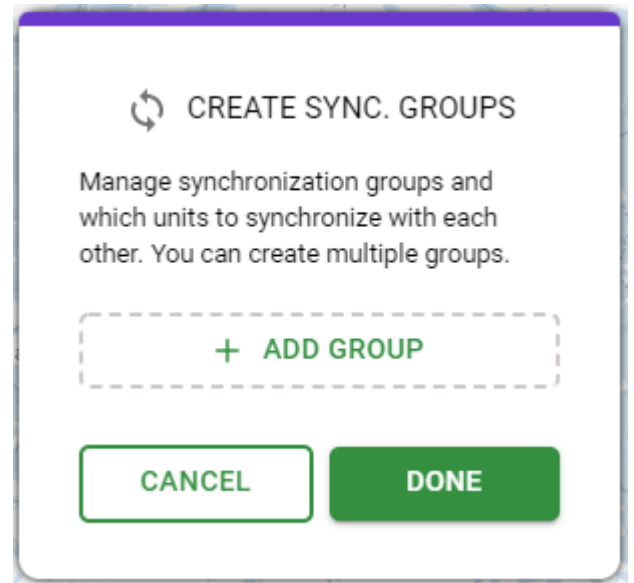 CREATE SYNC. GROUPS
Manage synchronization groups and
which units to synchronize with each
other. You can create multiple groups.
+ ADD GROUP
CANCEL
DONE